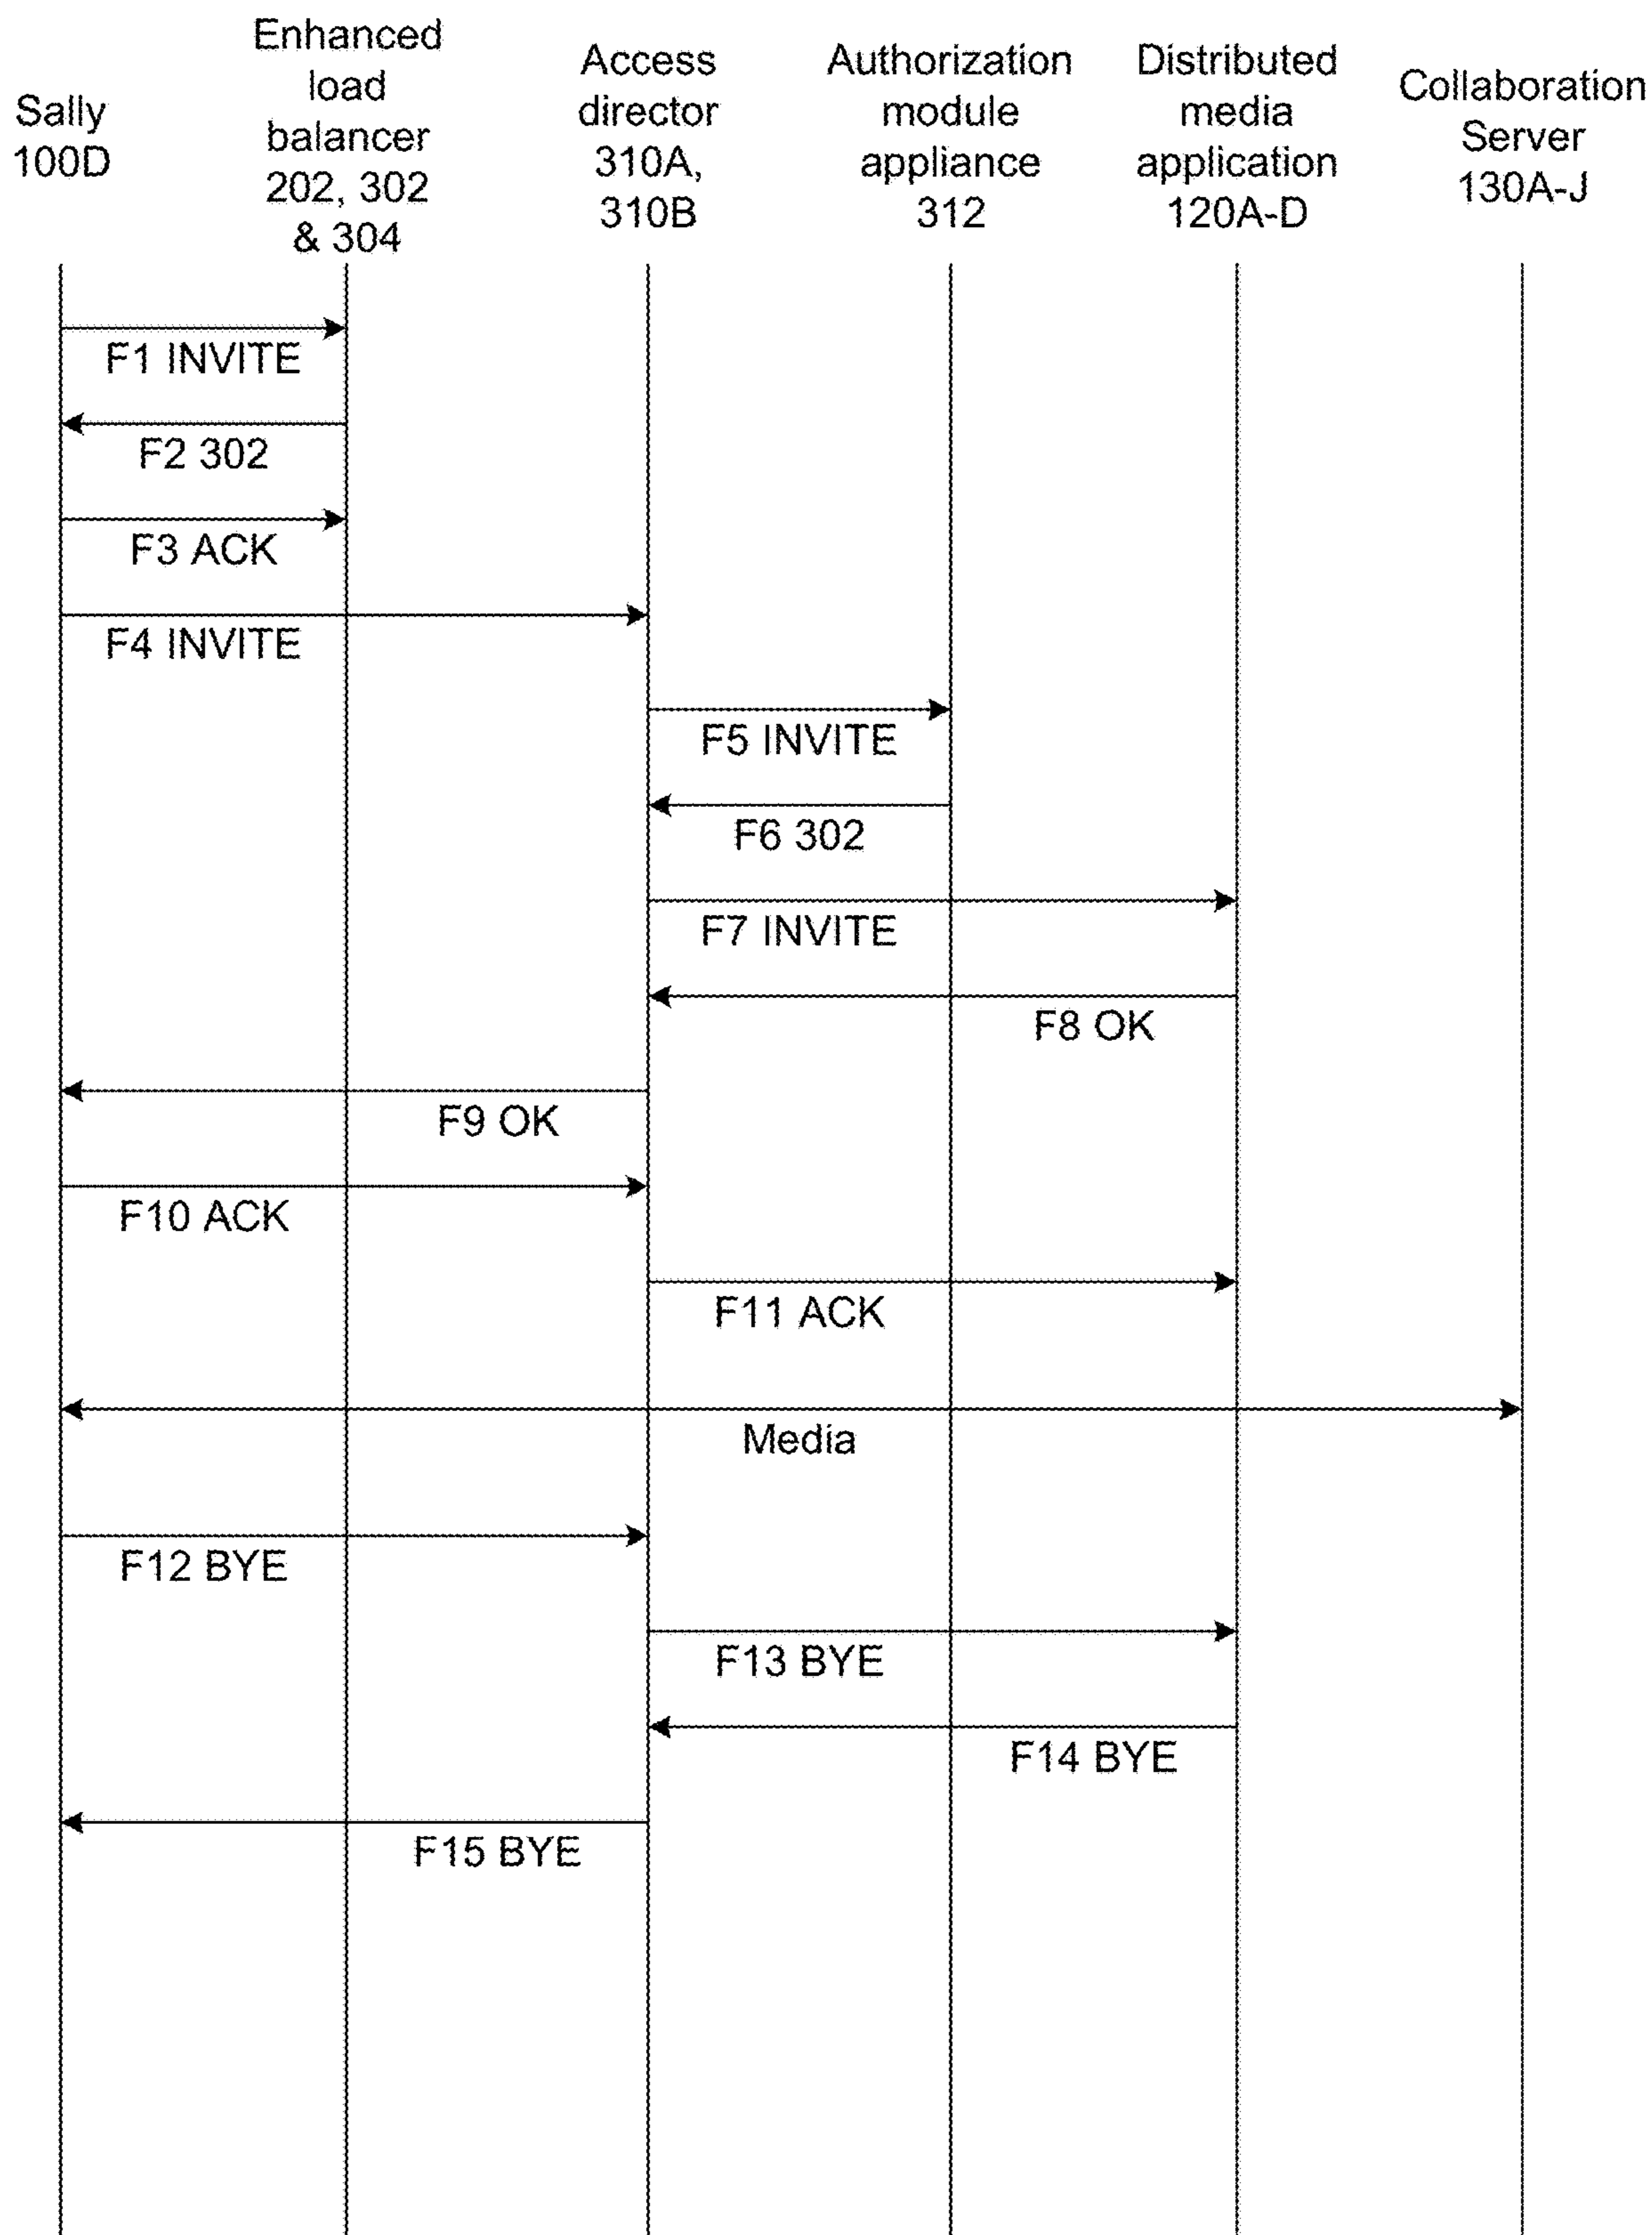 Sally
100D
Enhanced
load
balancer
202, 302
& 304
Access
director
310A,
310B
Authorization
module
appliance
312
Distributed
media
application
120A-D
Collaboration
Server
130A-J
F1 INVITE
F2 302
F3 ACK
F4 INVITE
F5 INVITE
F6 302
F7 INVITE
F8 OK
F9 OK
F10 ACK
F11 ACK
Media
F12 BYE
F13 BYE
F14 BYE
F15 BYE